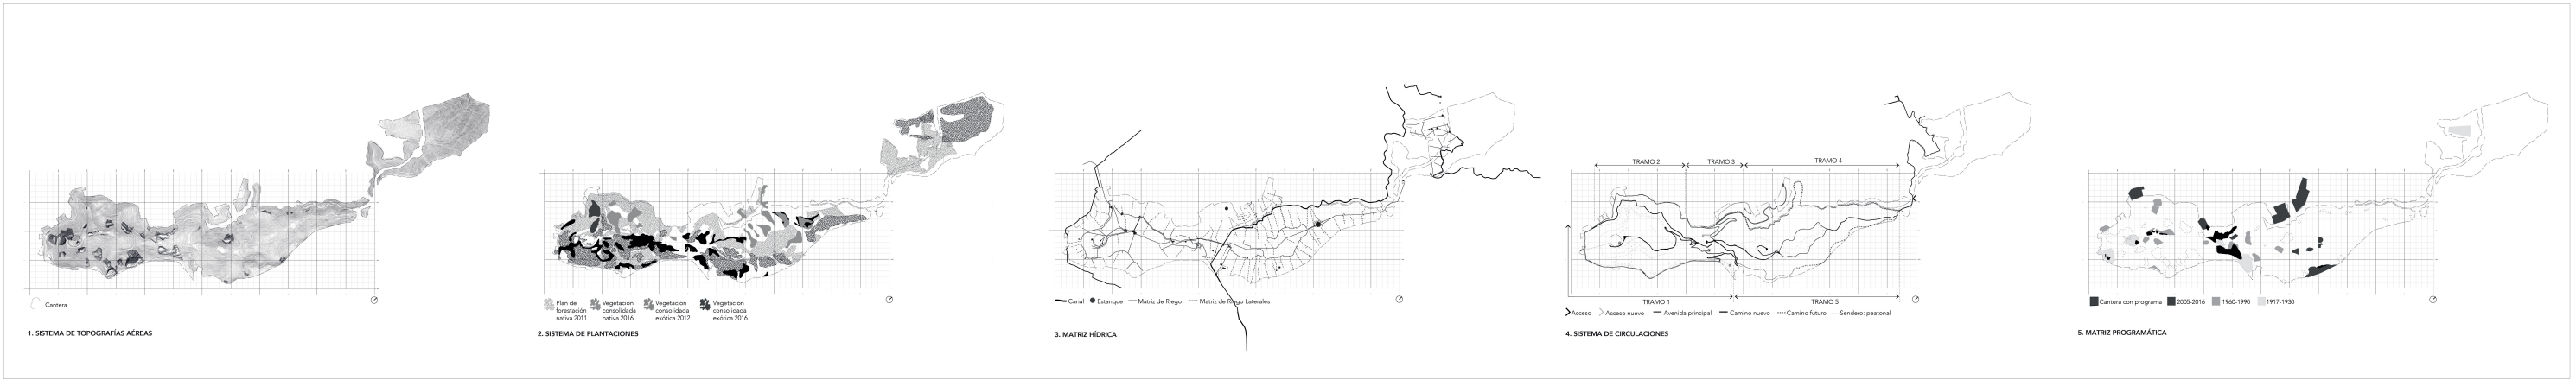 Cantera
1. SISTEMA DE TOPOGRAFÍAS AÉREAS
Plan de
forestación
nativa 2011
Vegetación
consolidada
nativa 2016
Vegetación
consolidada
exótica 2012
Vegetación
consolidada
exótica 2016
2. SISTEMA DE PLANTACIONES
Canal
Estanque
Matriz de Riego
Matriz de Riego Laterales
3. MATRIZ HÍDRICA
TRAMO 2
TRAMO 3
TRAMO 4
TRAMO 1
TRAMO 5
Acceso
Acceso nuevo
Avenida principal
Camino nuevo
Camino futuro
Sendero: peatonal
4. SISTEMA DE CIRCULACIONES
Cantera con programa
2005-2016
1960-1990
1917-1930
5. MATRIZ PROGRAMÁTICA